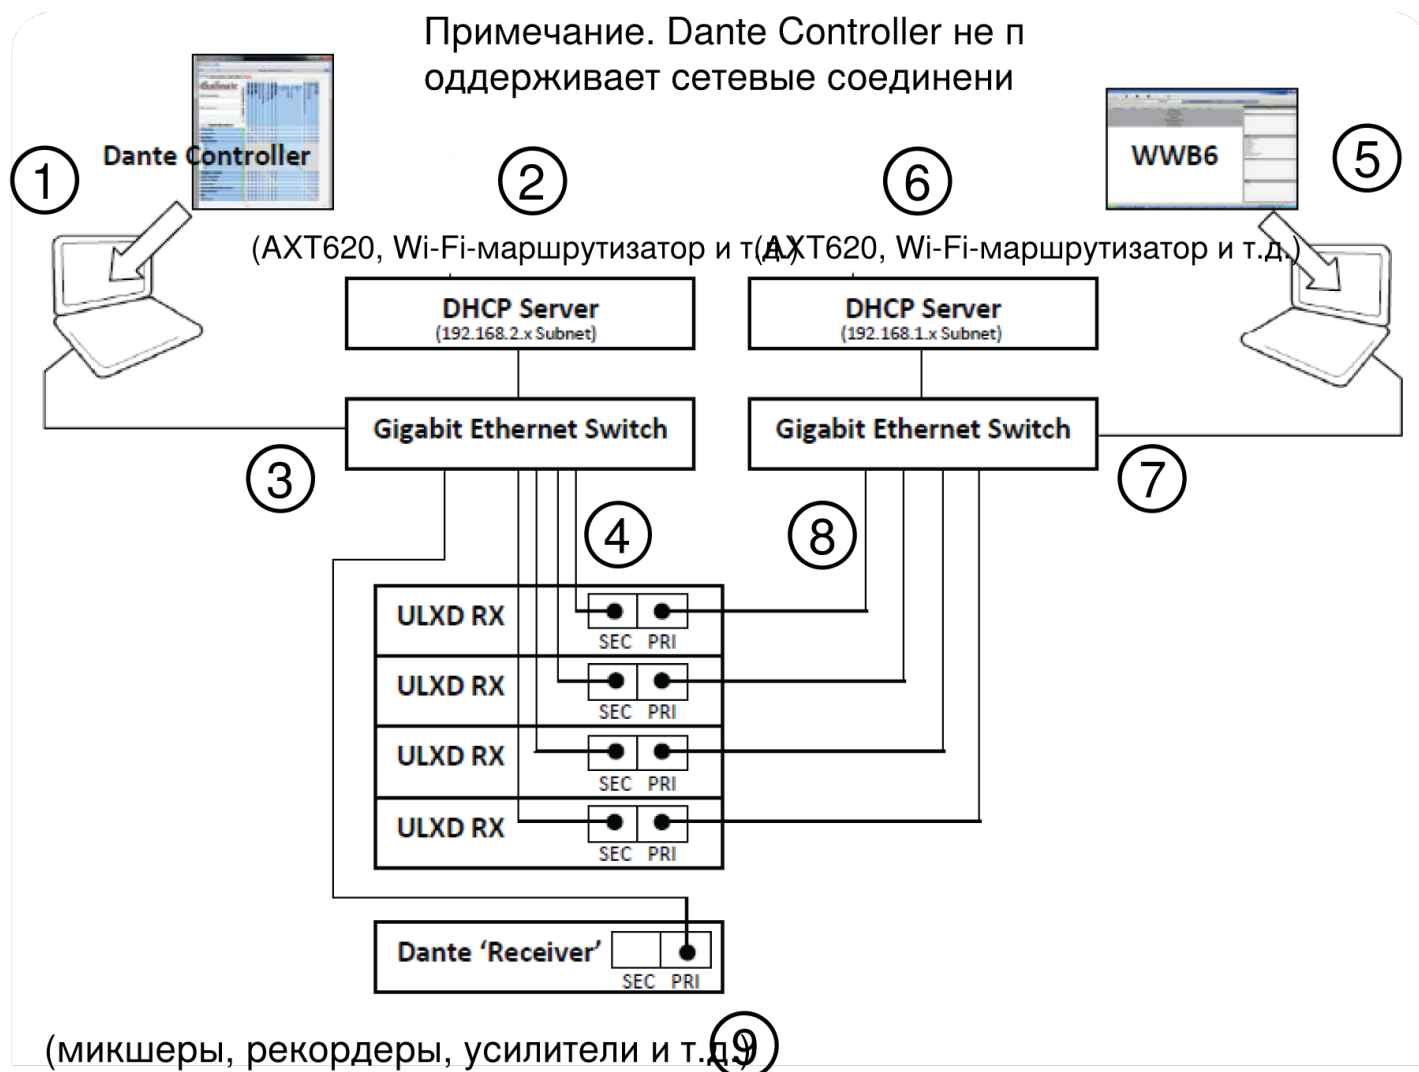 Примечание. Dante Controller не п
оддерживает сетевые соединени
Dante Controller
WWB6
1
2
6
5
(AXT620, Wi-Fi-маршрутизатор и т.д.)
(AXT620, Wi-Fi-маршрутизатор и т.д.)
DHCP Server
(192.168.2.x Subnet)
DHCP Server
(192.168.1.x Subnet)
Gigabit Ethernet Switch
Gigabit Ethernet Switch
3
7
4
8
ULXD RX
SEC PRI
ULXD RX
SEC PRI
ULXD RX
SEC PRI
ULXD RX
SEC PRI
Dante ‘Receiver’
SEC PRI
(микшеры, рекордеры, усилители и т.д.)
9